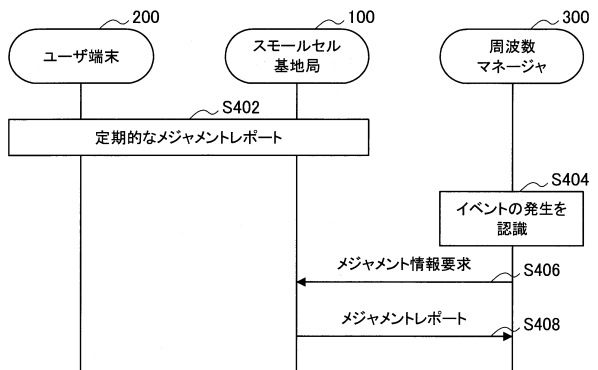 200
100
300
ユーザ端末
スモールセル
基地局
周波数
マネージャ
S402
定期的なメジャメントレポート
S404
イベントの発生を
認識
メジャメント情報要求
S406
メジャメントレポート
S408